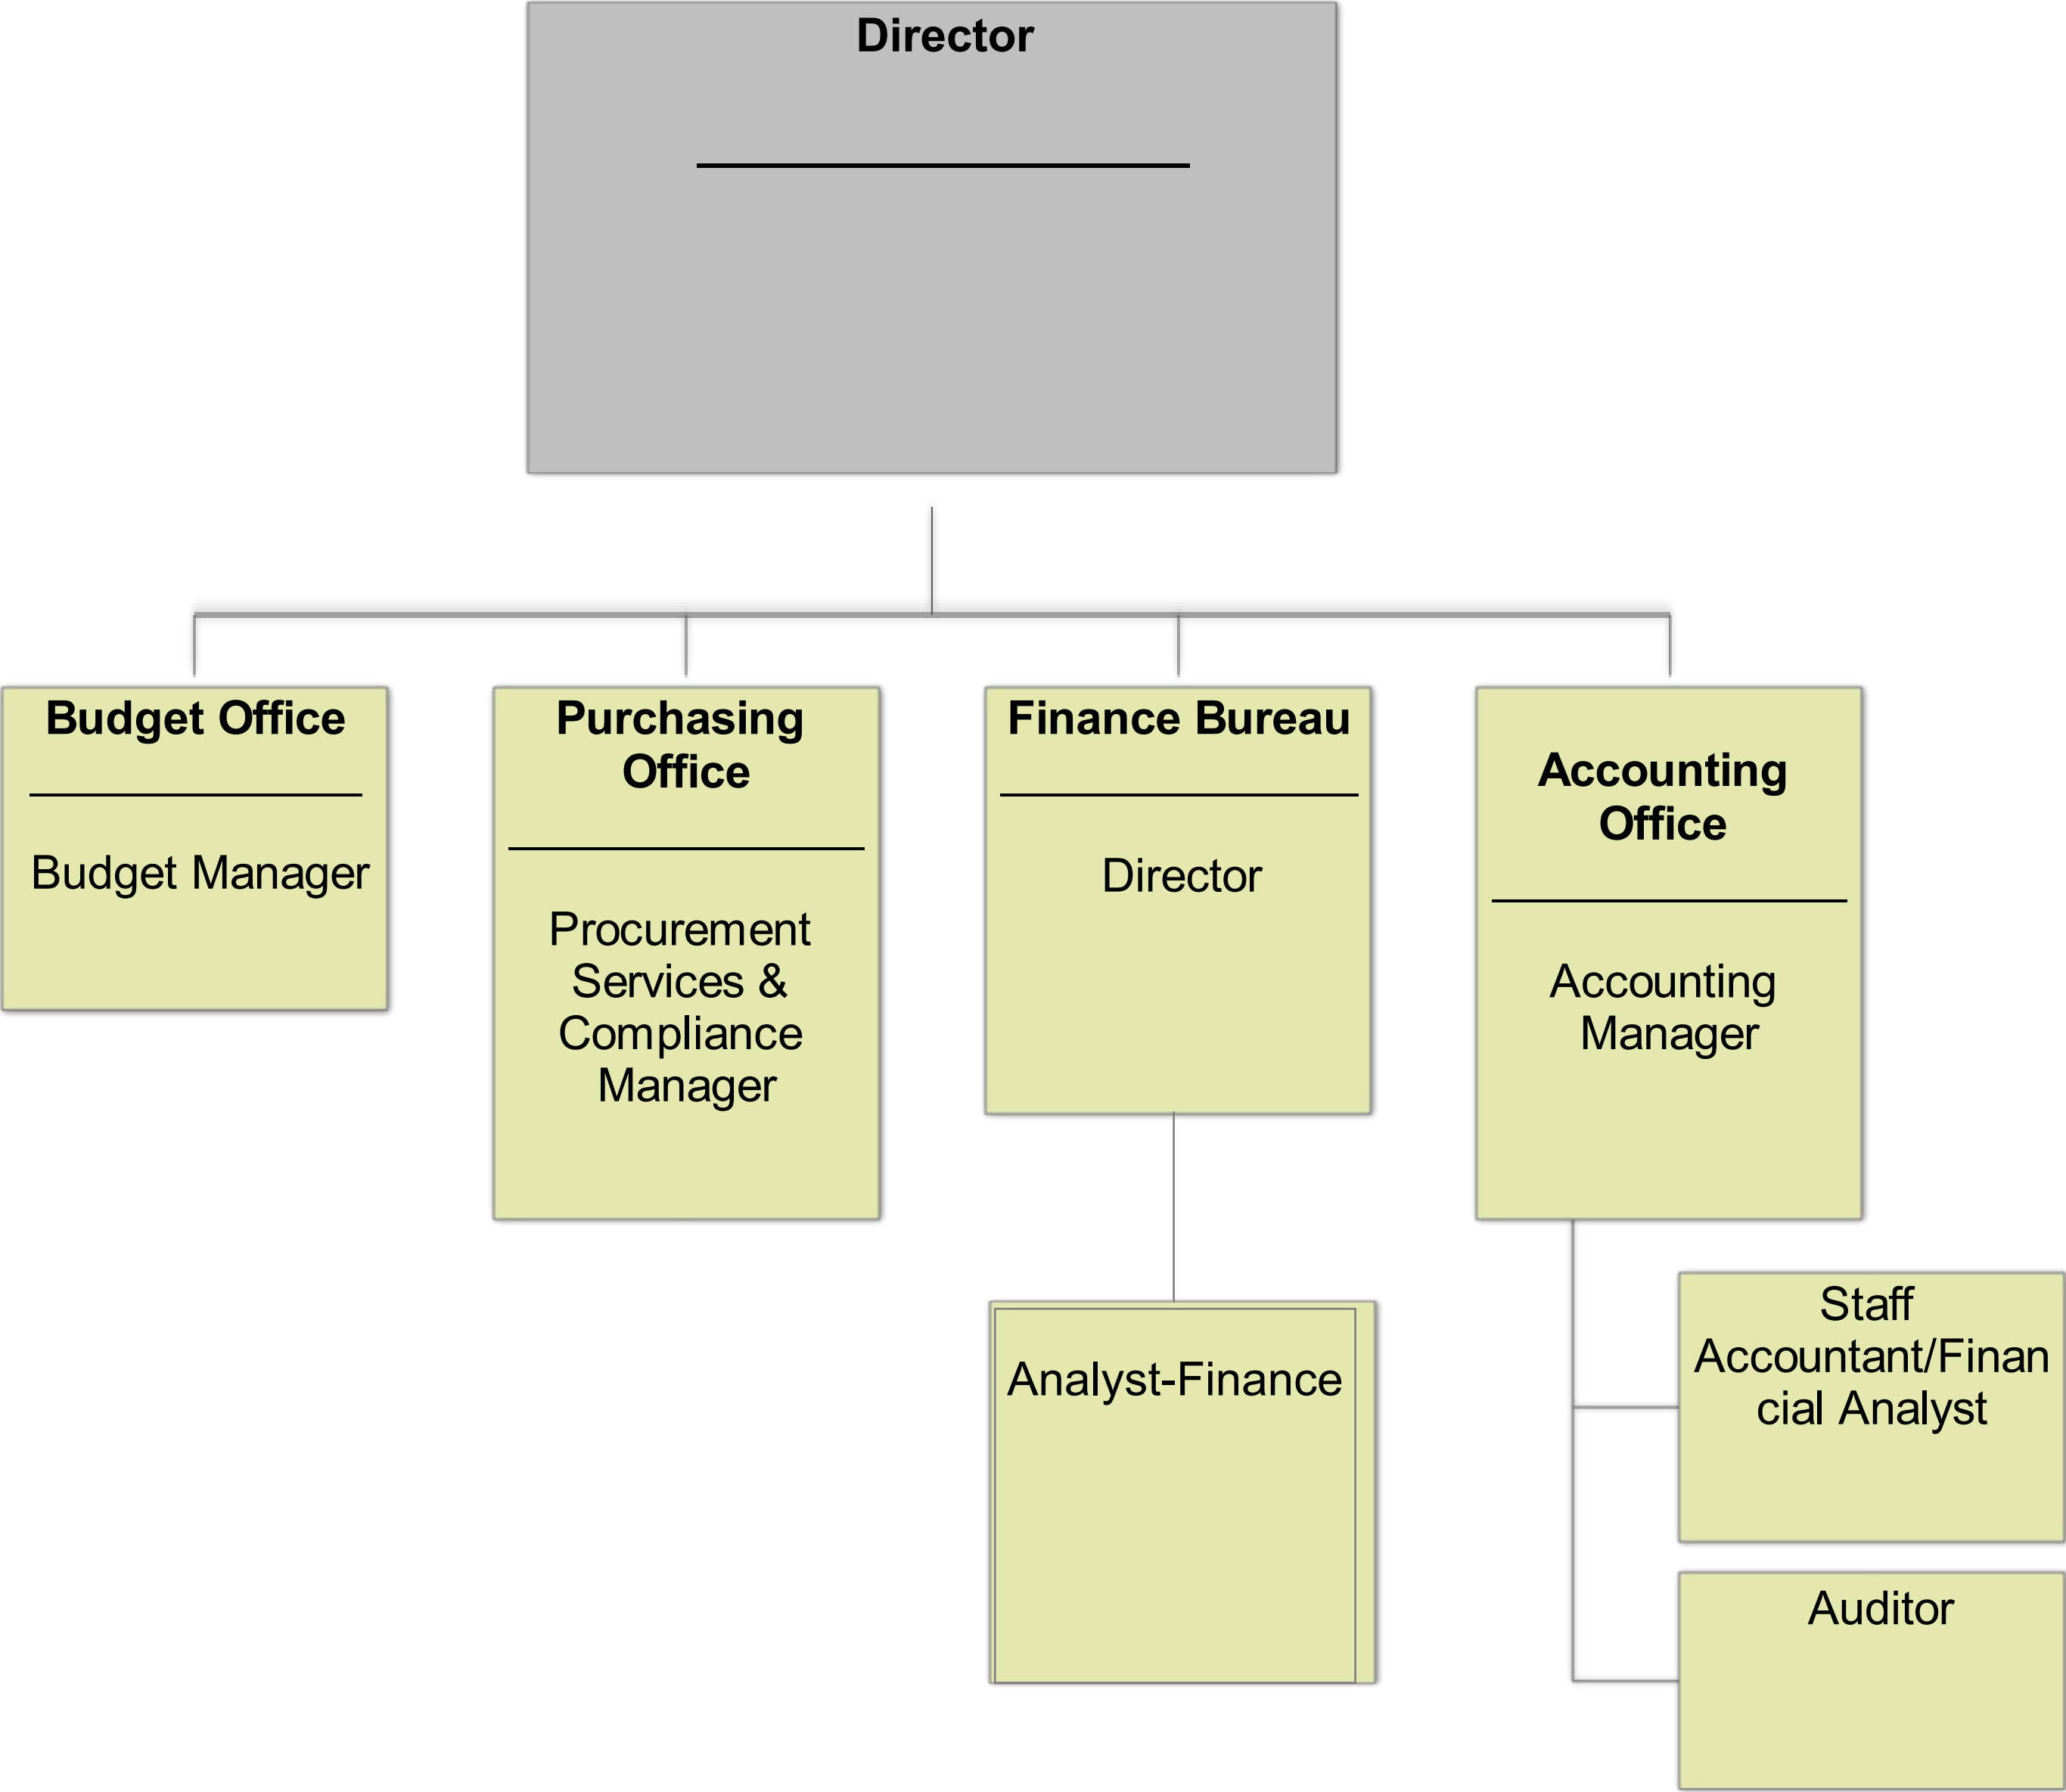 Director
Budget Office
Budget Manager
Purchasing
Office
Procurement
Services &
Compliance
Manager
Finance Bureau
Director
Accounting
Office
Accounting
Manager
Analyst-Finance
Staff
Accountant/Finan
cial Analyst
Auditor